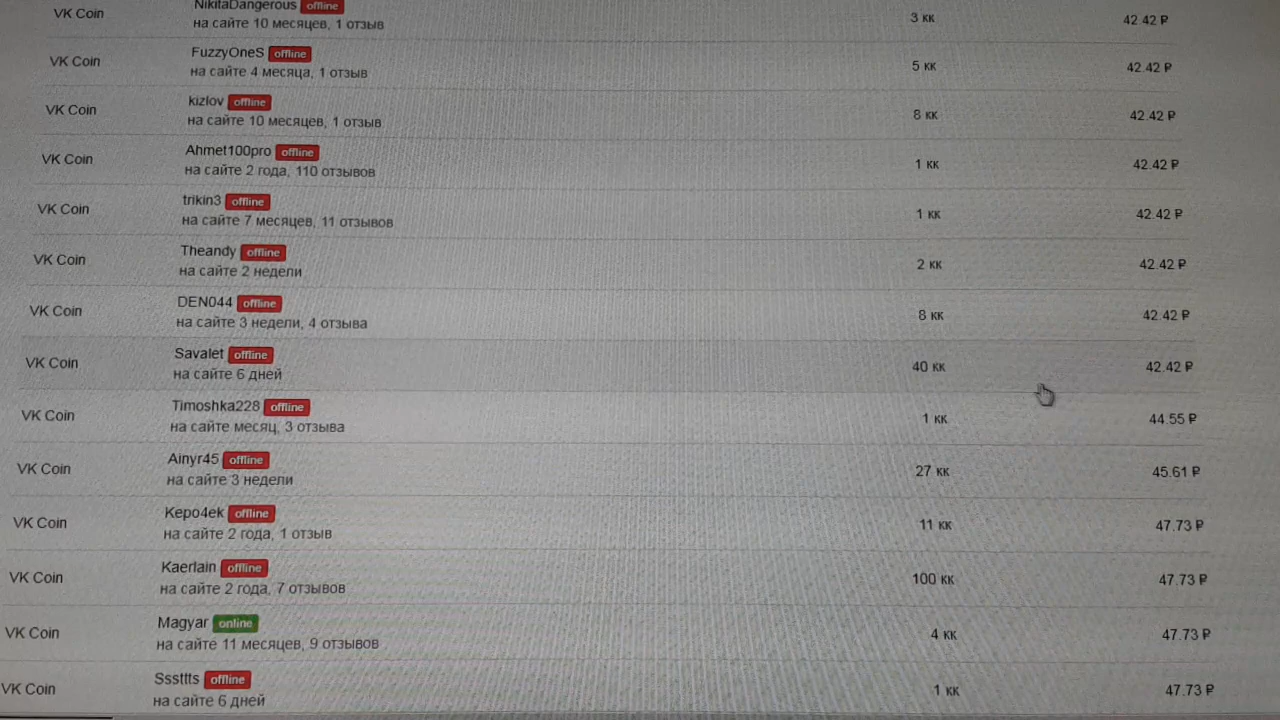 VK Coin NikitaDangerous offline 3 кк 42.42 ₽
на сайте 10 месяцев, 1 отзыв
VK Coin FuzzyOneS offline 5 кк 42.42 ₽
на сайте 4 месяца, 1 отзыв
VK Coin kizlov offline 8 кк 42.42 ₽
на сайте 10 месяцев, 1 отзыв
VK Coin Ahmet100pro offline 1 кк 42.42 ₽
на сайте 2 года, 110 отзывов
VK Coin trikin3 offline 1 кк 42.42 ₽
на сайте 7 месяцев, 11 отзывов
VK Coin Theandy offline 2 кк 42.42 ₽
на сайте 2 недели
VK Coin DEN044 offline 8 кк 42.42 ₽
на сайте 3 недели, 4 отзыва
VK Coin Savalet offline 40 кк 42.42 ₽
на сайте 6 дней
VK Coin Timoshka228 offline 1 кк 44.55 ₽
на сайте месяц, 3 отзыва
VK Coin Ainyr45 offline 27 кк 45.61 ₽
на сайте 3 недели
VK Coin Kepo4ek offline 11 кк 47.73 ₽
на сайте 2 года, 1 отзыв
VK Coin Kaerlain offline 100 кк 47.73 ₽
на сайте 2 года, 7 отзывов
VK Coin Magyar online 4 кк 47.73 ₽
на сайте 11 месяцев, 9 отзывов
VK Coin Sssttts offline 1 кк 47.73 ₽
на сайте 6 дней